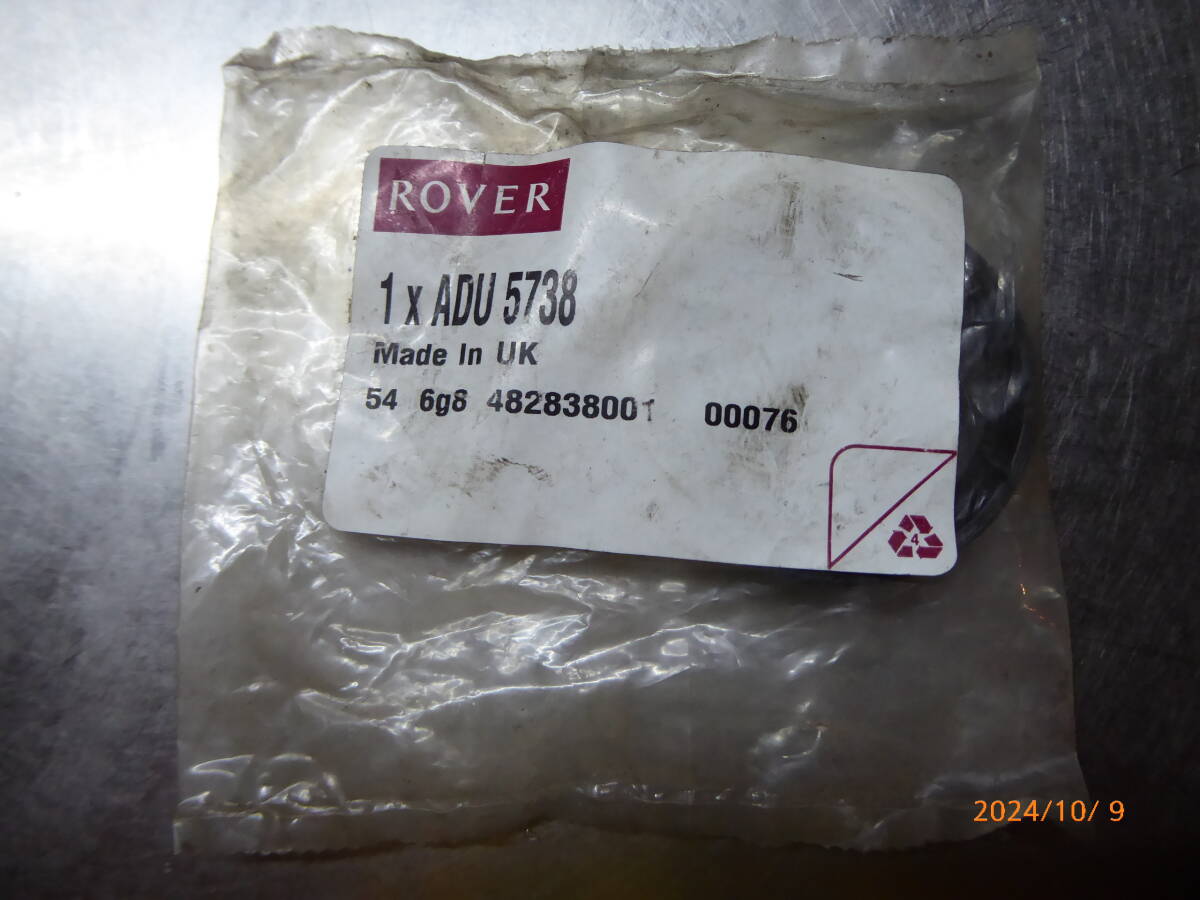 ROVER
1 x ADU 5738
Made In UK
54 6g8 482838001 00076
4
2024/10/ 9